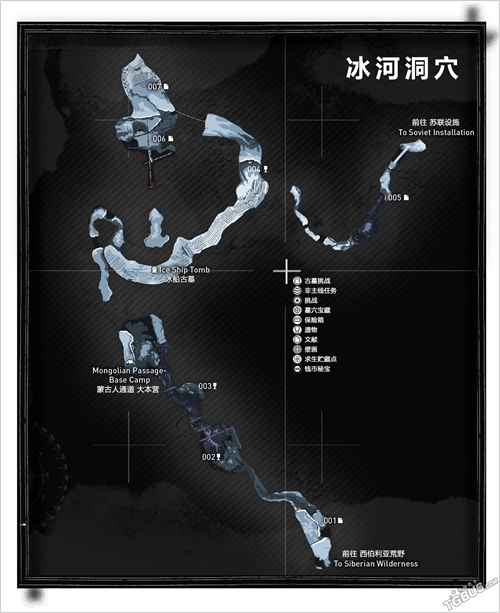 冰河洞穴
007
前往 苏联设施
To Soviet Installation
006
004
005
Ice Ship Tomb
冰船古墓
古墓挑战
非主线任务
挑战
墓穴宝藏
保险箱
遗物
文献
壁画
求生贮藏点
钱币秘宝
Mongolian Passage-
Base Camp
蒙古人通道 大本营
003
002
001
前往 西伯利亚荒野
To Siberian Wilderness
TGBUS.COM